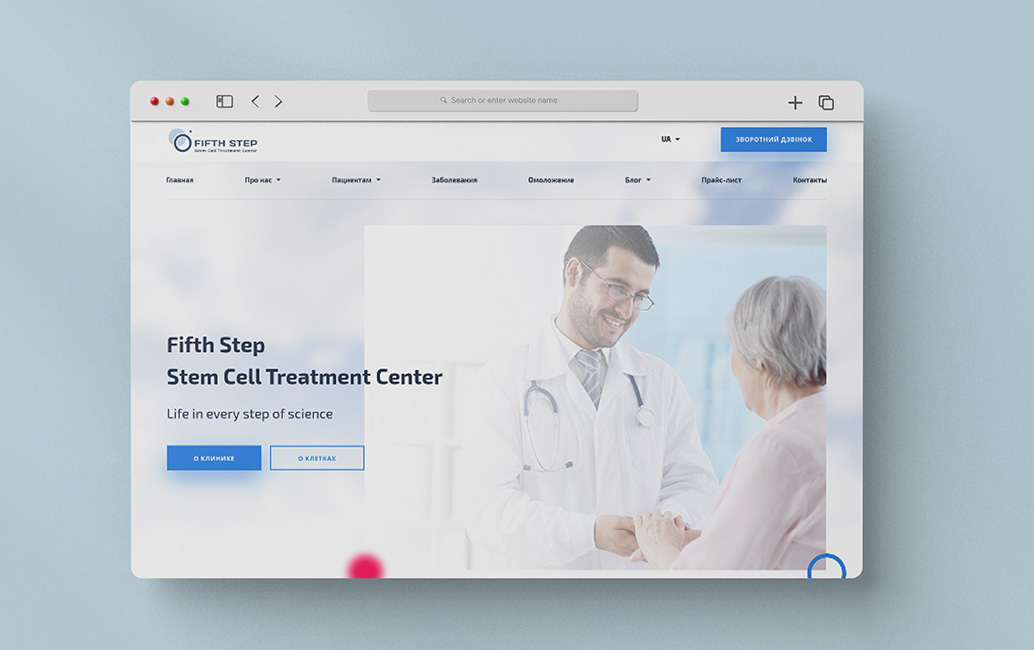 Search or enter website name
FIFTH STEP
Stem Cell Treatment Center
UA
ЗВОРОТНИЙ ДЗВІНОК
Главная
Про нас
Пациентам
Заболевания
Омоложение
Блог
Прайс-лист
Контакты
Fifth Step
Stem Cell Treatment Center
Life in every step of science
О КЛИНИКЕ
О КЛЕТКАХ